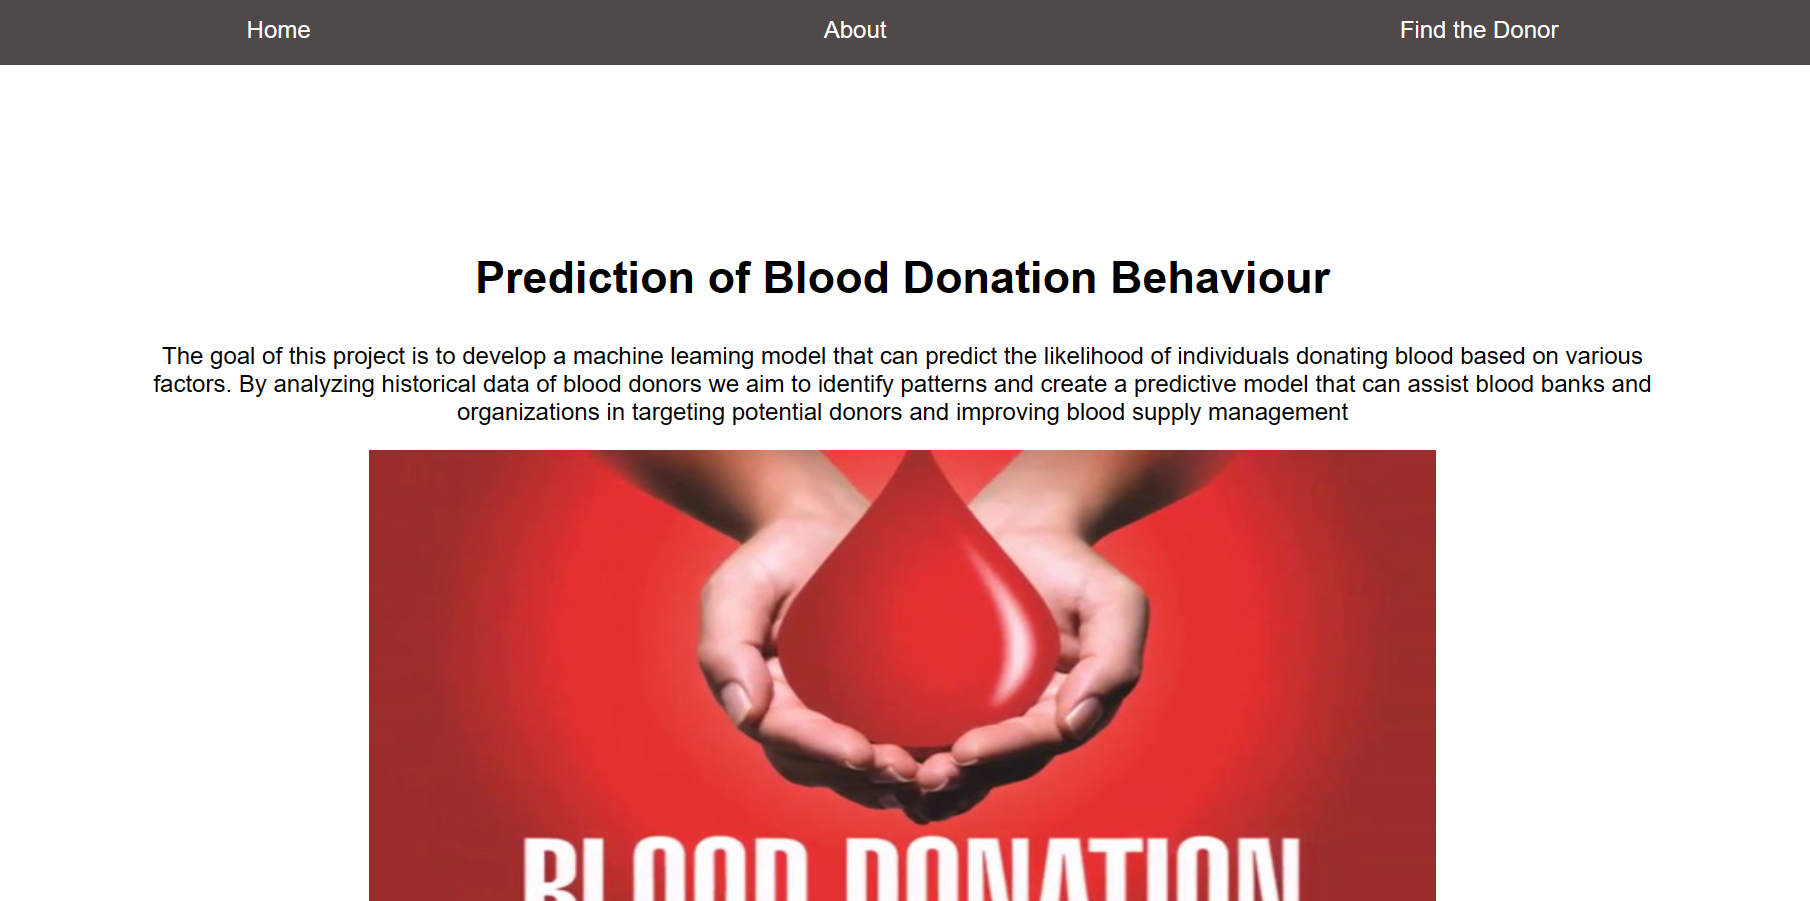 Home About Find the Donor
Prediction of Blood Donation Behaviour
The goal of this project is to develop a machine leaming model that can predict the likelihood of individuals donating blood based on various
factors. By analyzing historical data of blood donors we aim to identify patterns and create a predictive model that can assist blood banks and
organizations in targeting potential donors and improving blood supply management
BLOOD DONATION